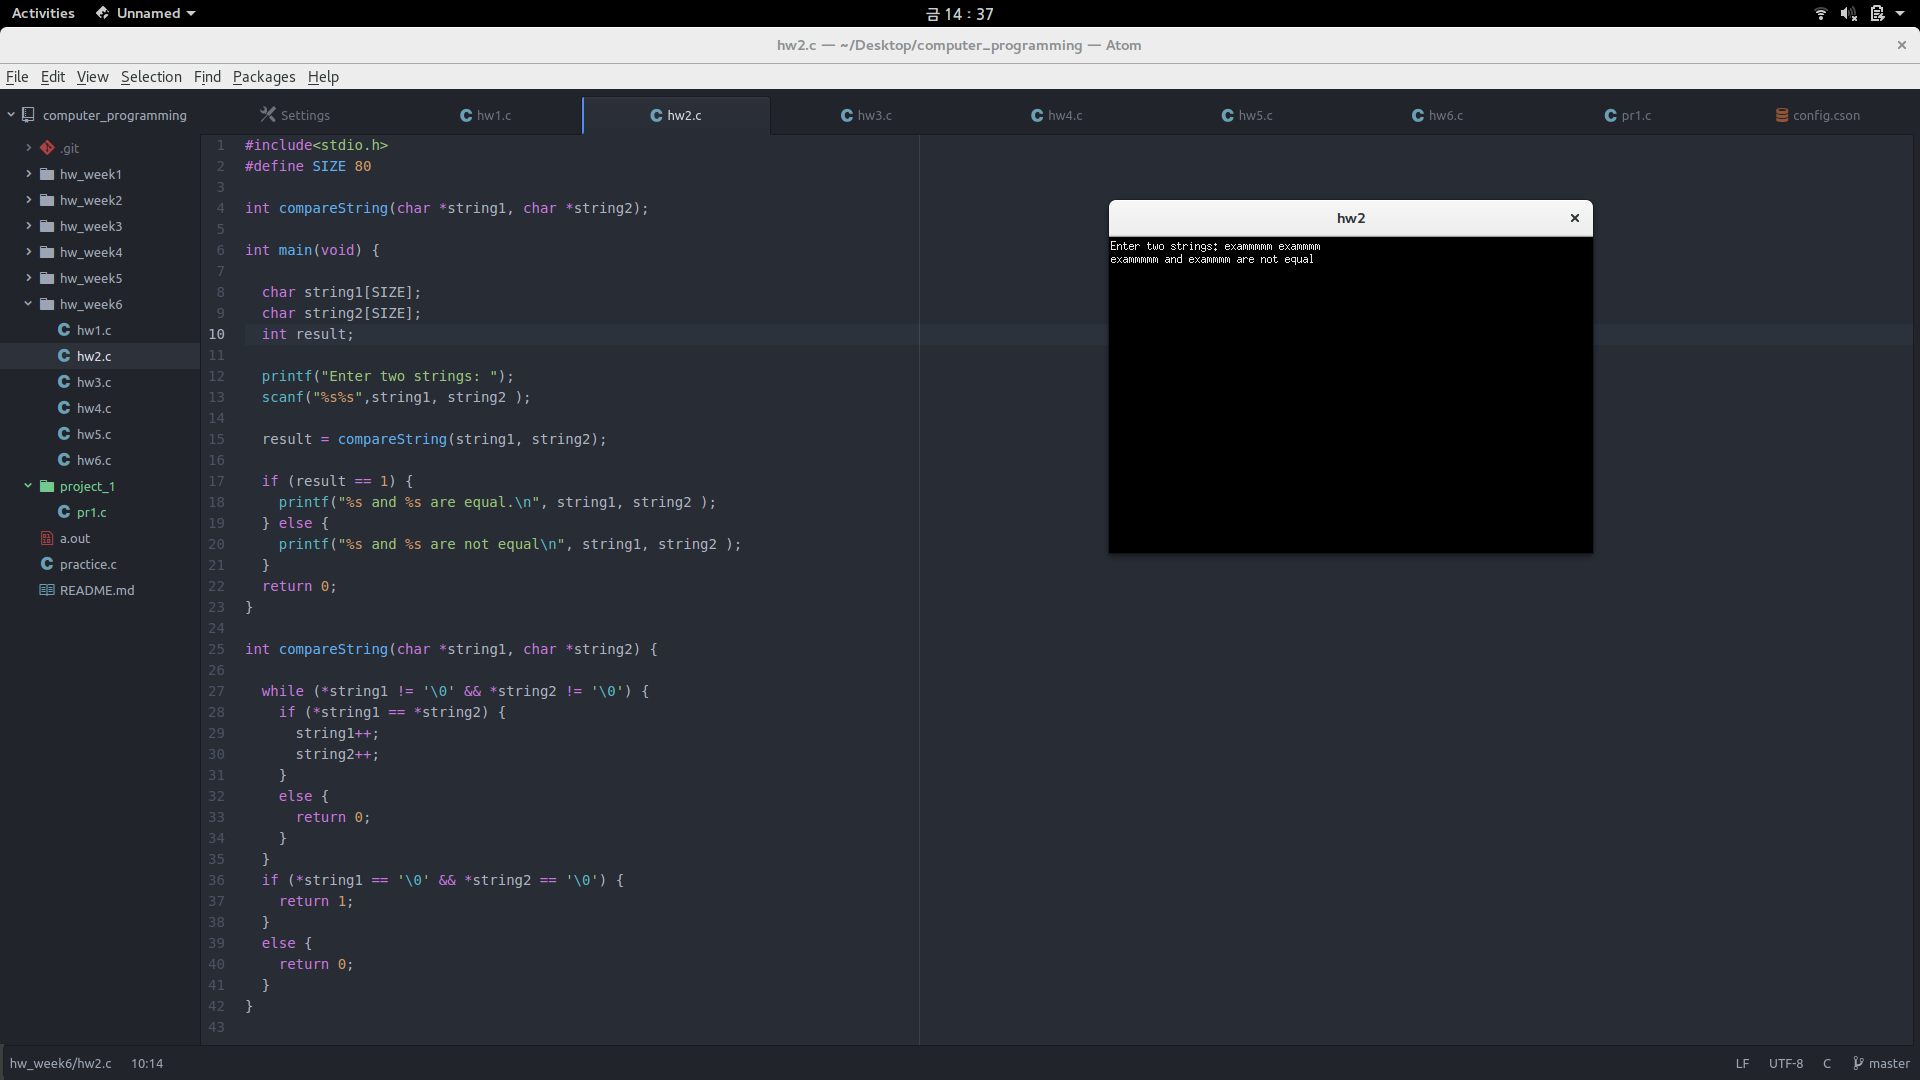 Activities Unnamed 금 14 : 37
hw2.c — ~/Desktop/computer_programming — Atom
File Edit View Selection Find Packages Help
computer_programming
.git
hw_week1
hw_week2
hw_week3
hw_week4
hw_week5
hw_week6
hw1.c
hw2.c
hw3.c
hw4.c
hw5.c
hw6.c
project_1
pr1.c
a.out
practice.c
README.md
Settings hw1.c hw2.c hw3.c hw4.c hw5.c hw6.c pr1.c config.cson
1 #include<stdio.h>
2 #define SIZE 80
3
4 int compareString(char *string1, char *string2);
5
6 int main(void) {
7
8 char string1[SIZE];
9 char string2[SIZE];
10 int result;
11
12 printf("Enter two strings: ");
13 scanf("%s%s",string1, string2 );
14
15 result = compareString(string1, string2);
16
17 if (result == 1) {
18 printf("%s and %s are equal.\n", string1, string2 );
19 } else {
20 printf("%s and %s are not equal\n", string1, string2 );
21 }
22 return 0;
23 }
24
25 int compareString(char *string1, char *string2) {
26
27 while (*string1 != '\0' && *string2 != '\0') {
28 if (*string1 == *string2) {
29 string1++;
30 string2++;
31 }
32 else {
33 return 0;
34 }
35 }
36 if (*string1 == '\0' && *string2 == '\0') {
37 return 1;
38 }
39 else {
40 return 0;
41 }
42 }
43
hw2
Enter two strings: exammmmm exammmm
exammmmm and exammmm are not equal
hw_week6/hw2.c 10:14 LF UTF-8 C master